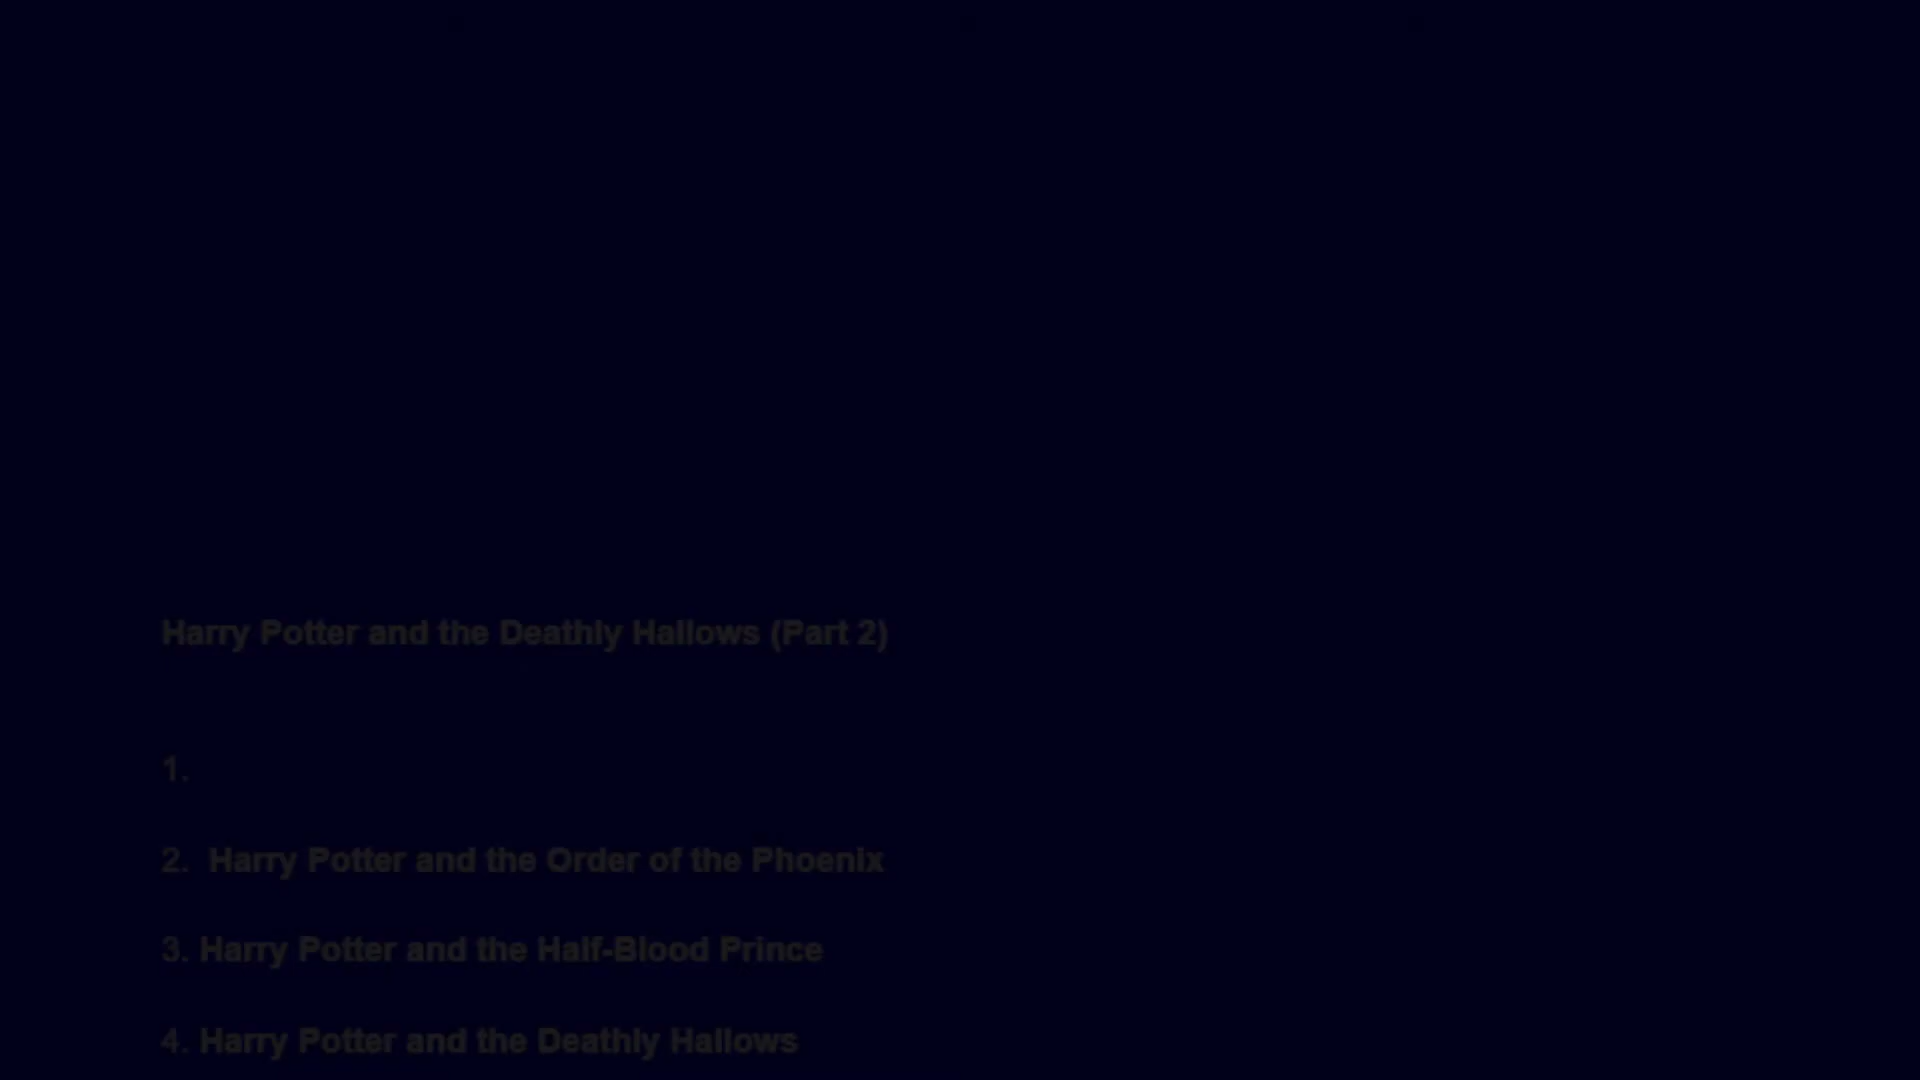 Harry Potter and the Deathly Hallows (Part 2)
1.
2. Harry Potter and the Order of the Phoenix
3. Harry Potter and the Half-Blood Prince
4. Harry Potter and the Deathly Hallows